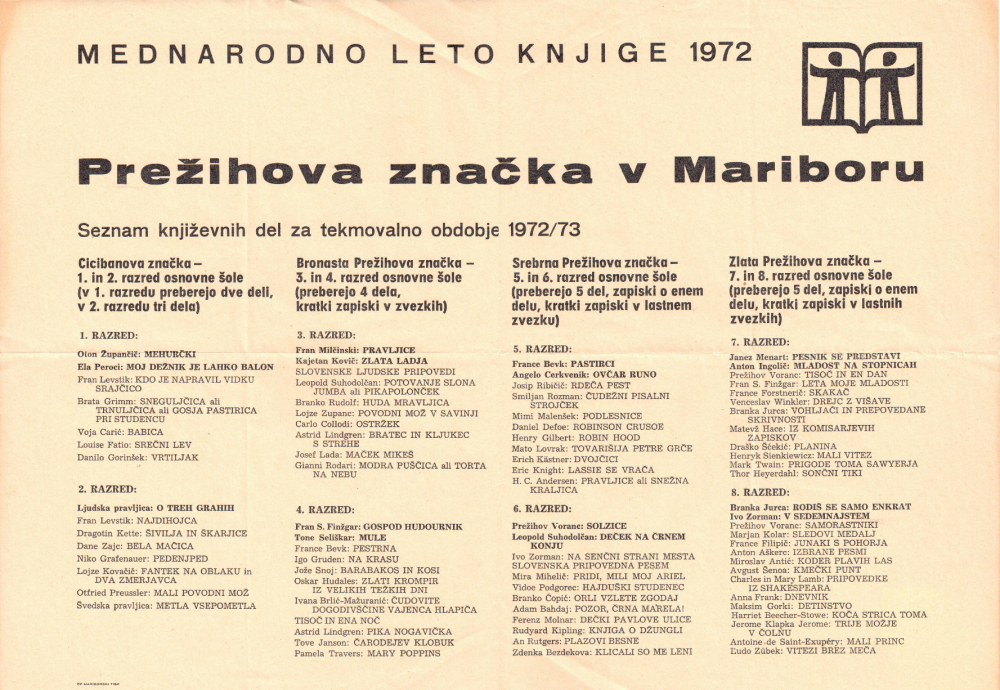 MEDNARODNO LETO KNJIGE 1972
Prežihova značka v Mariboru
Seznam književnih del za tekmovalno obdobje 1972/73
Cicibanova značka –
1. in 2. razred osnovne šole
(v 1. razredu preberejo dve deli,
v 2. razredu tri dela)
1. RAZRED:
Oton Župančič: MEHURČKI
Ela Peroci: MOJ DEŽNIK JE LAHKO BALON
Fran Levstik: KDO JE NAPRAVIL VIDKU
SRAJČICO
Brata Grimm: SNEGULJČICA ali
TRNULJČICA ali GOSJA PASTIRICA
PRI STUDENCU
Voja Carić: BABICA
Louise Fatio: SREČNI LEV
Danilo Gorinšek: VRTILJAK
2. RAZRED:
Ljudska pravljica: O TREH GRAHIH
Fran Levstik: NAJDIHOJCA
Dragotin Kette: ŠIVILJA IN ŠKARJICE
Dane Zajc: BELA MAČICA
Niko Grafenauer: PEDENJPED
Lojze Kovačič: FANTEK NA OBLAKU in
DVA ZMERJAVCA
Otfried Preussler: MALI POVODNI MOŽ
Švedska pravljica: METLA VSEPOMETLA
Bronasta Prežihova značka –
3. in 4. razred osnovne šole
(preberejo 4 dela,
kratki zapiski v zvezkih)
3. RAZRED:
Fran Milčinski: PRAVLJICE
Kajetan Kovič: ZLATA LADJA
SLOVENSKE LJUDSKE PRIPOVEDI
Leopold Suhodolčan: POTOVANJE SLONA
JUMBA ali PIKAPOLONČEK
Branko Rudolf: HUDA MRAVLJICA
Lojze Zupanc: POVODNI MOŽ V SAVINJI
Carlo Collodi: OSTRŽEK
Astrid Lindgren: BRATEC IN KLJUKEC
S STREHE
Josef Lada: MAČEK MIKEŠ
Gianni Rodari: MODRA PUŠČICA ali TORTA
NA NEBU
4. RAZRED:
Fran S. Finžgar: GOSPOD HUDOURNIK
Tone Seliškar: MULE
France Bevk: PESTRNA
Igo Gruden: NA KRASU
Jože Snoj: BARABAKOS IN KOSI
Oskar Hudales: ZLATI KROMPIR
IZ VELIKIH TEŽKIH DNI
Ivana Brlič-Mažuranić: ČUDOVITE
DOGODIVŠČINE VAJENCA HLAPIČA
TISOČ IN ENA NOČ
Astrid Lindgren: PIKA NOGAVIČKA
Tove Janson: ČARODEJEV KLOBUK
Pamela Travers: MARY POPPINS
Srebrna Prežihova značka –
5. in 6. razred osnovne šole
(preberejo 5 del, zapiski o enem
delu, kratki zapiski v lastnem
zvezku)
5. RAZRED:
France Bevk: PASTIRCI
Angelo Cerkvenik: OVČAR RUNO
Josip Ribičič: RDEČA PEST
Smiljan Rozman: ČUDEŽNI PISALNI
STROJČEK
Mimi Malenšek: PODLESNICE
Daniel Defoe: ROBINSON CRUSOE
Henry Gilbert: ROBIN HOOD
Mato Lovrak: TOVARIŠIJA PETRE GRČE
Erich Kästner: DVOJČICI
Eric Knight: LASSIE SE VRAČA
H. C. Andersen: PRAVLJICE ali SNEŽNA
KRALJICA
6. RAZRED:
Prežihov Voranc: SOLZICE
Leopold Suhodolčan: DEČEK NA ČRNEM
KONJU
Ivo Zorman: NA SENČNI STRANI MESTA
SLOVENSKA PRIPOVEDNA PESEM
Mira Mihelič: PRIDI, MILI MOJ ARIEL
Vidoe Podgorec: HAJDUŠKI STUDENEC
Branko Čopić: ORLI VZLETE ZGODAJ
Adam Bahdaj: POZOR, ČRNA MARELA!
Ferenz Molnar: DEČKI PAVLOVE ULICE
Rudyard Kipling: KNJIGA O DŽUNGLI
An Rutgers: PLAZOVI BESNE
Zdenka Bezdekova: KLICALI SO ME LENI
Zlata Prežihova značka –
7. in 8. razred osnovne šole
(preberejo 5 del, zapiski o enem
delu, kratki zapiski v lastnih
zvezkih)
7. RAZRED:
Janez Menart: PESNIK SE PREDSTAVI
Anton Ingolič: MLADOST NA STOPNICAH
Prežihov Voranc: TISOČ IN EN DAN
Fran S. Finžgar: LETA MOJE MLADOSTI
France Forstnerič: SKAKAČ
Venceslav Winkler: DREJC Z VIŠAVE
Branka Jurca: VOHLJAČI IN PREPOVEDANE
SKRIVNOSTI
Matevž Hace: IZ KOMISARJEVIH
ZAPISKOV
Draško Ščekić: PLANINA
Henryk Sienkiewicz: MALI VITEZ
Mark Twain: PRIGODE TOMA SAWYERJA
Thor Heyerdahl: SONČNI TIKI
8. RAZRED:
Branka Jurca: RODIŠ SE SAMO ENKRAT
Ivo Zorman: V SEDEMNAJSTEM
Prežihov Voranc: SAMORASTNIKI
Marjan Kolar: SLEDOVI MEDALJ
France Filipič: JUNAKI S POHORJA
Anton Aškerc: IZBRANE PESMI
Miroslav Antić: KODER PLAVIH LAS
Avgust Šenoa: KMEČKI PUNT
Charles in Mary Lamb: PRIPOVEDKE
IZ SHAKESPEARA
Anna Frank: DNEVNIK
Maksim Gorki: DETINSTVO
Harriet Beecher-Stowe: KOČA STRICA TOMA
Jerome Klapka Jerome: TRIJE MOŽJE
V ČOLNU
Antoine de Saint-Exupéry: MALI PRINC
Ľudo Zúbek: VITEZI BREZ MEČA